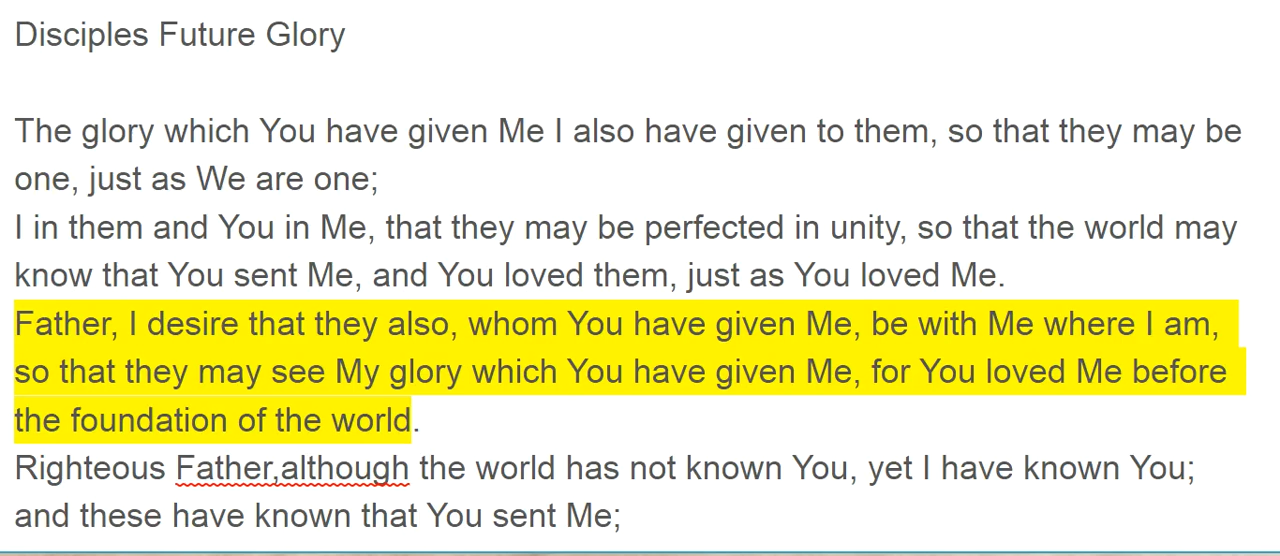 Disciples Future Glory
The glory which You have given Me I also have given to them, so that they may be
one, just as We are one;
I in them and You in Me, that they may be perfected in unity, so that the world may
know that You sent Me, and You loved them, just as You loved Me.
Father, I desire that they also, whom You have given Me, be with Me where I am,
so that they may see My glory which You have given Me, for You loved Me before
the foundation of the world.
Righteous Father,although the world has not known You, yet I have known You;
and these have known that You sent Me;